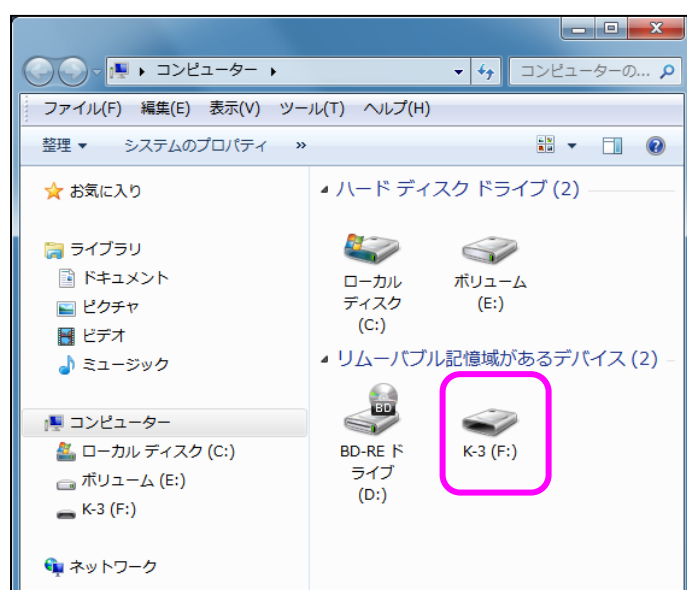 コンピューター
コンピューターの...
ファイル(F) 編集(E) 表示(V) ツール(T) ヘルプ(H)
整理 システムのプロパティ »
お気に入り
ライブラリ
ドキュメント
ピクチャ
ビデオ
ミュージック
コンピューター
ローカル ディスク (C:)
ボリューム (E:)
K-3 (F:)
ネットワーク
ハード ディスク ドライブ (2)
ローカル
ディスク
(C:)
ボリューム
(E:)
リムーバブル記憶域があるデバイス (2)
BD
BD-RE ド
ライブ
(D:)
K-3 (F:)